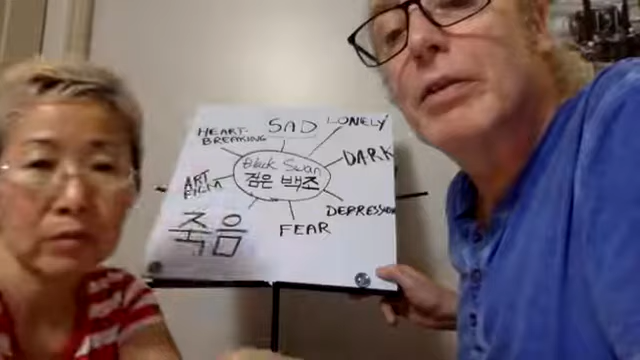 SAD
LONELY
HEART-
BREAKING
Black Swan
검은 백조
DARK
ART
FILM
DEPRESSION
FEAR
죽음